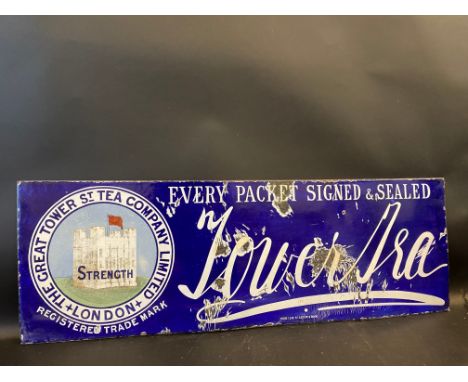 THE GREAT TOWER ST. TEA COMPANY LIMITED
+LONDON+
STRENGTH
REGISTERED TRADE MARK
EVERY PACKET SIGNED & SEALED
Tower Tea